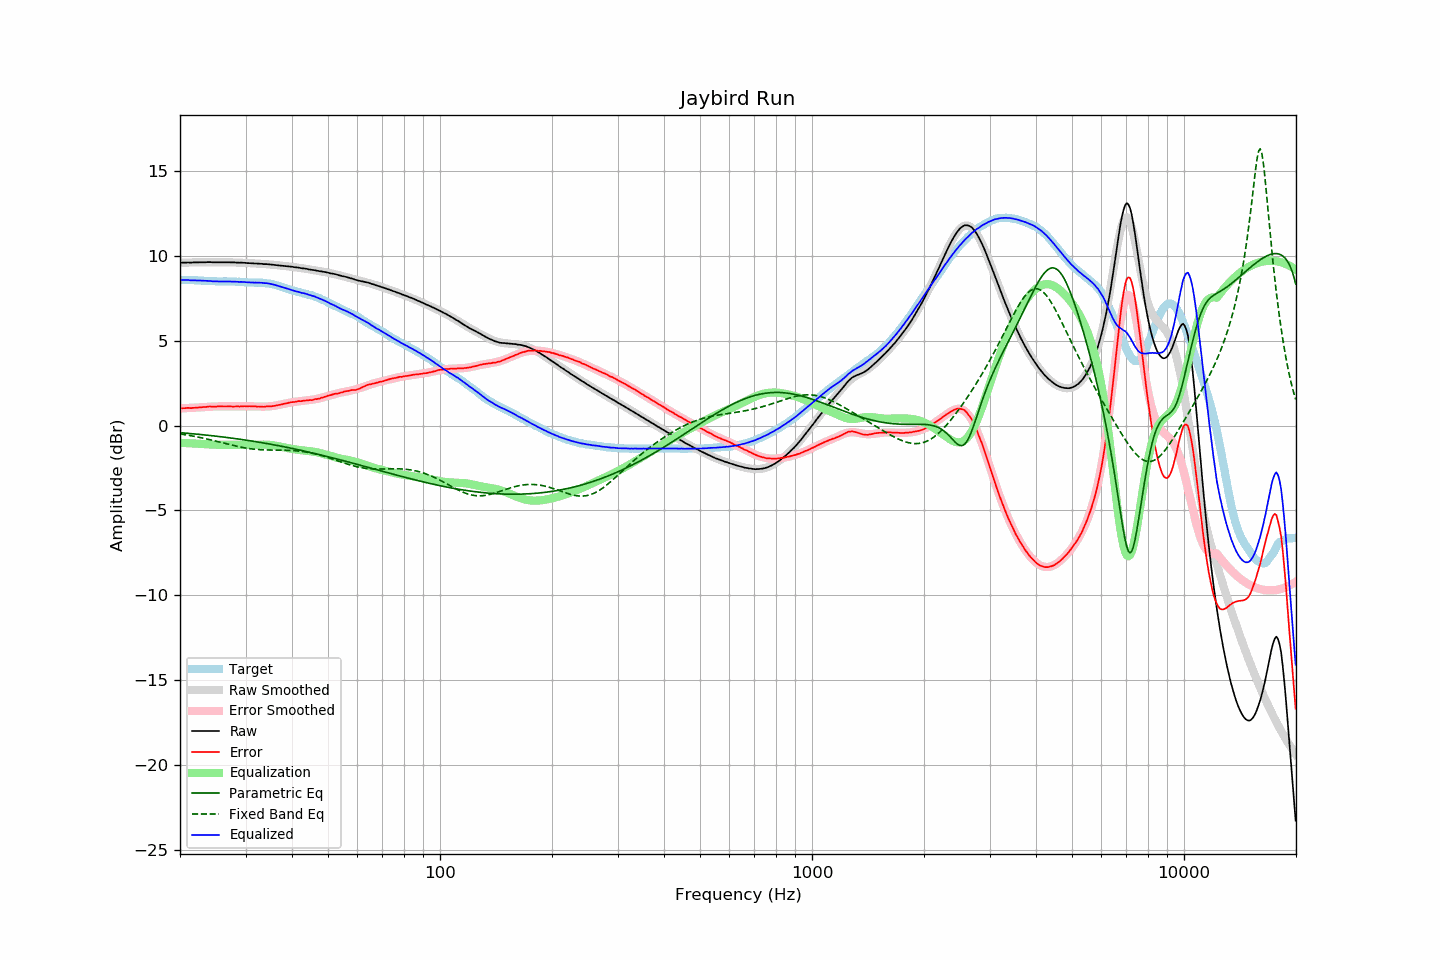 Jaybird Run
Amplitude (dBr)
15
10
5
0
−5
−10
−15
−20
−25
Target
Raw Smoothed
Error Smoothed
Raw
Error
Equalization
Parametric Eq
Fixed Band Eq
Equalized
100
1000
10000
Frequency (Hz)